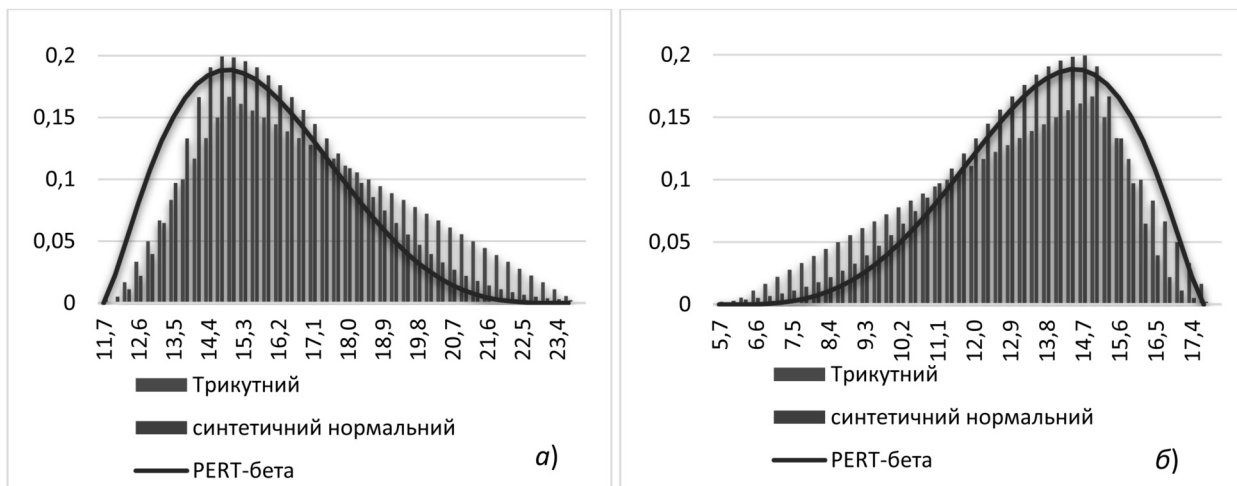 0,2
0,15
0,1
0,05
0
11,7 12,6 13,5 14,4 15,3 16,2 17,1 18,0 18,9 19,8 20,7 21,6 22,5 23,4
Трикутний
синтетичний нормальний
PERT-бета
а)
0,2
0,15
0,1
0,05
0
5,7 6,6 7,5 8,4 9,3 10,2 11,1 12,0 12,9 13,8 14,7 15,6 16,5 17,4
Трикутний
синтетичний нормальний
PERT-бета
б)